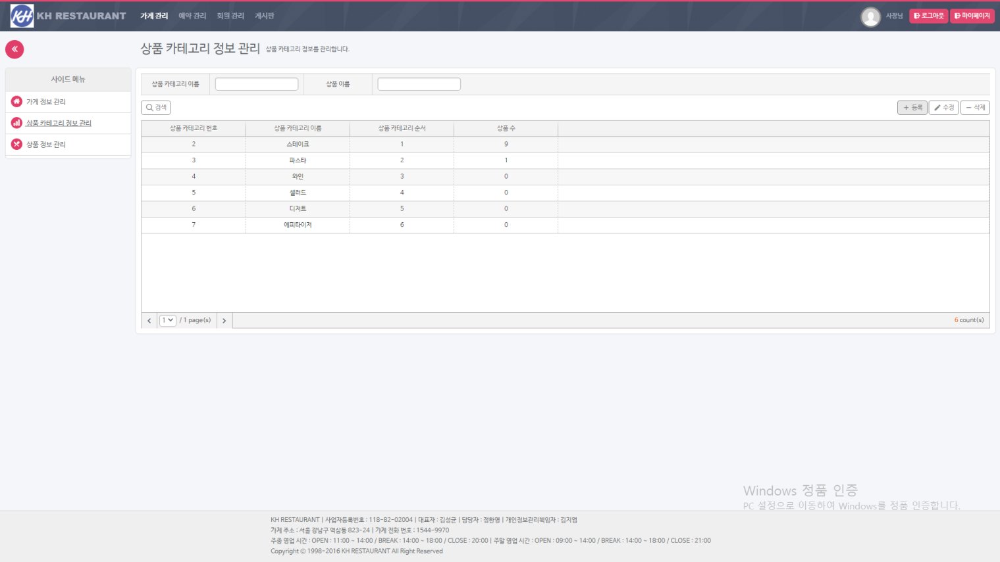 KH KH RESTAURANT 가게 관리 예약 관리 회원 관리 게시판 사장님 로그아웃 마이페이지
상품 카테고리 정보 관리 상품 카테고리 정보를 관리합니다.
사이드 메뉴
가게 정보 관리
상품 카테고리 정보 관리
상품 정보 관리
상품 카테고리 이름 상품 이름
검색 + 등록 수정 − 삭제
상품 카테고리 번호 상품 카테고리 이름 상품 카테고리 순서 상품 수
2 스테이크 1 9
3 파스타 2 1
4 와인 3 0
5 셀러드 4 0
6 디저트 5 0
7 에피타이저 6 0
1 / 1 page(s) 6 count(s)
Windows 정품 인증
PC 설정으로 이동하여 Windows를 정품 인증합니다.
KH RESTAURANT | 사업자등록번호 : 118-82-02004 | 대표자 : 김성균 | 담당자 : 정한영 | 개인정보관리책임자 : 김지엽
가게 주소 : 서울 강남구 역삼동 823-24 | 가게 전화 번호 : 1544-9970
주중 영업 시간 : OPEN : 11:00 ~ 14:00 / BREAK : 14:00 ~ 18:00 / CLOSE : 20:00 | 주말 영업 시간 : OPEN : 09:00 ~ 14:00 / BREAK : 14:00 ~ 18:00 / CLOSE : 21:00
Copyright © 1998-2016 KH RESTAURANT All Right Reserved